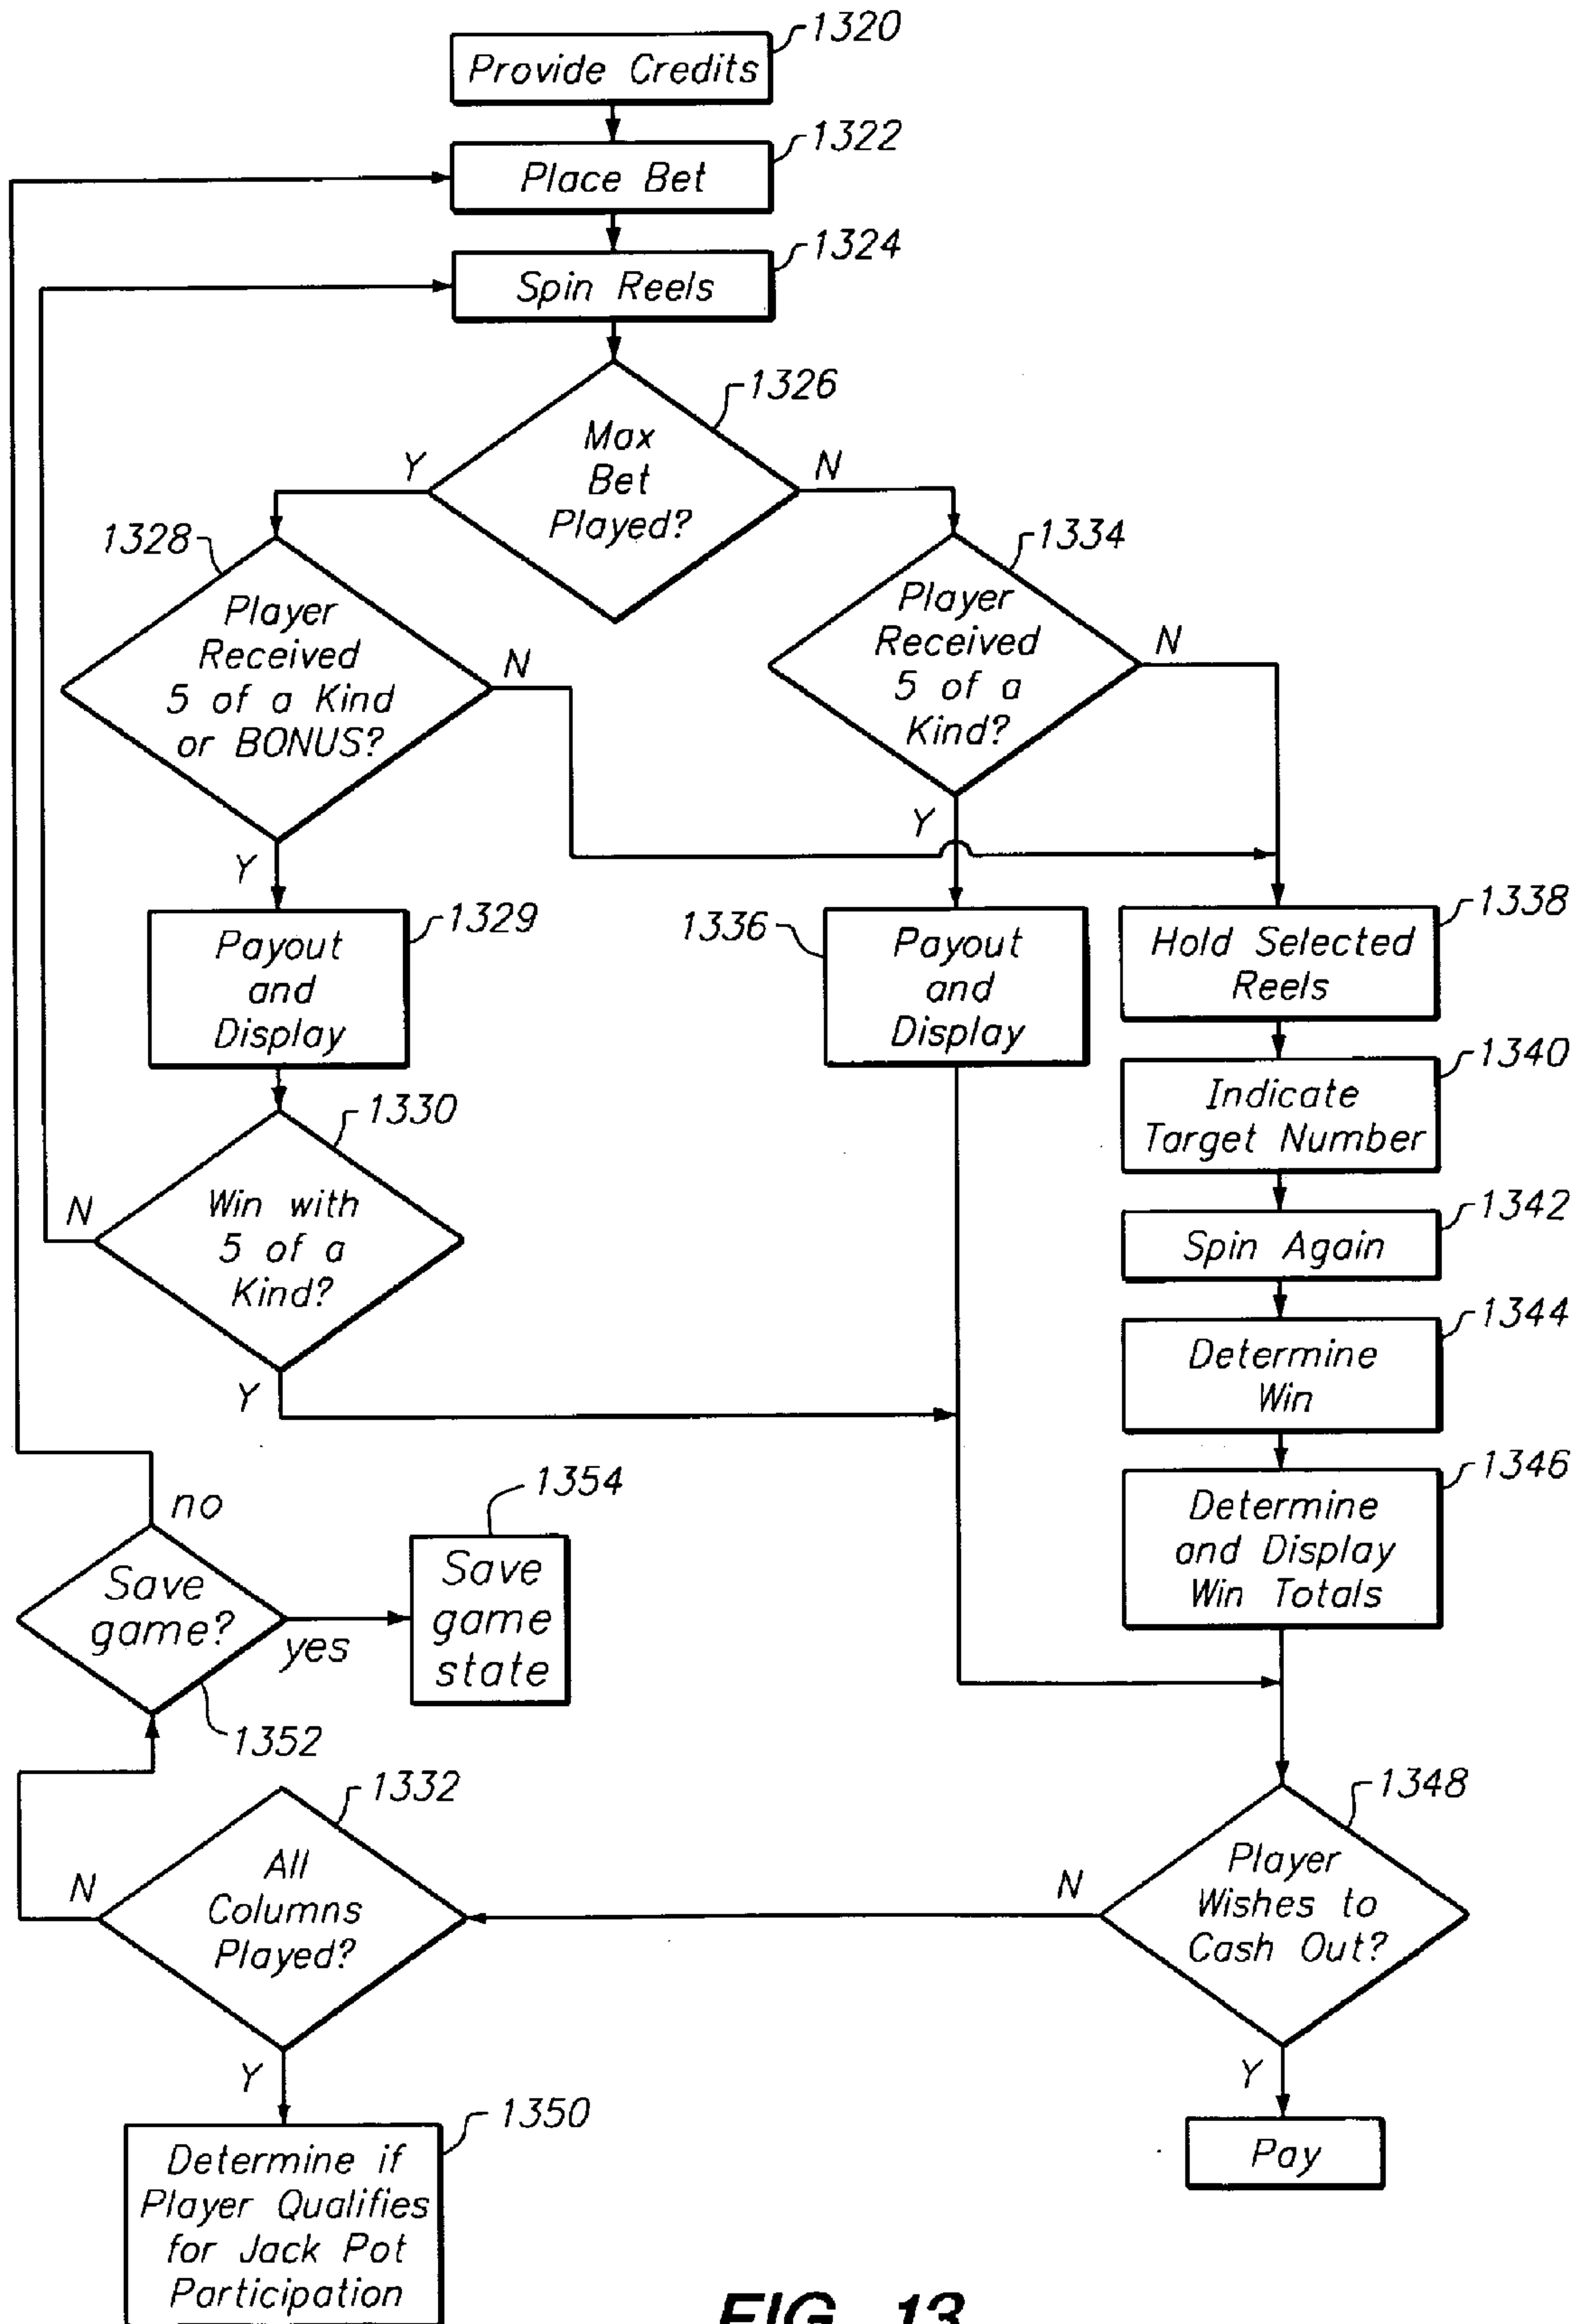 1320
Provide Credits
1322
Place Bet
1324
Spin Reels
1326
Max
Bet
Played?
Y
N
1328
Player
Received
5 of a Kind
or BONUS?
N
Y
1334
Player
Received
5 of a
Kind?
N
Y
1329
Payout
and
Display
1336
Payout
and
Display
1338
Hold Selected
Reels
1340
Indicate
Target Number
1330
Win with
5 of a
Kind?
N
Y
1342
Spin Again
1344
Determine
Win
1346
Determine
and Display
Win Totals
no
Save
game?
yes
1352
1354
Save
game
state
1332
All
Columns
Played?
N
Y
1348
Player
Wishes to
Cash Out?
N
Y
1350
Determine if
Player Qualifies
for Jack Pot
Participation
Pay
FIG. 13